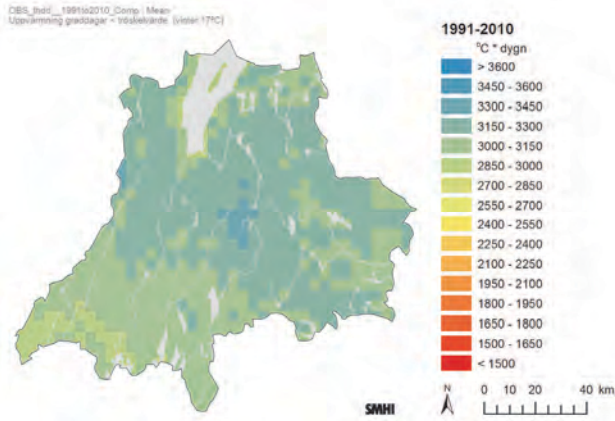 OBS_thdd__1991to2010_Comp | Mean
Uppvärmning graddagar - tröskelvärde (vister 17ºC)
1991-2010
°C * dygn
> 3600
3450 - 3600
3300 - 3450
3150 - 3300
3000 - 3150
2850 - 3000
2700 - 2850
2550 - 2700
2400 - 2550
2250 - 2400
2100 - 2250
1950 - 2100
1800 - 1950
1650 - 1800
1500 - 1650
< 1500
SMHI
N
0 10 20 40 km